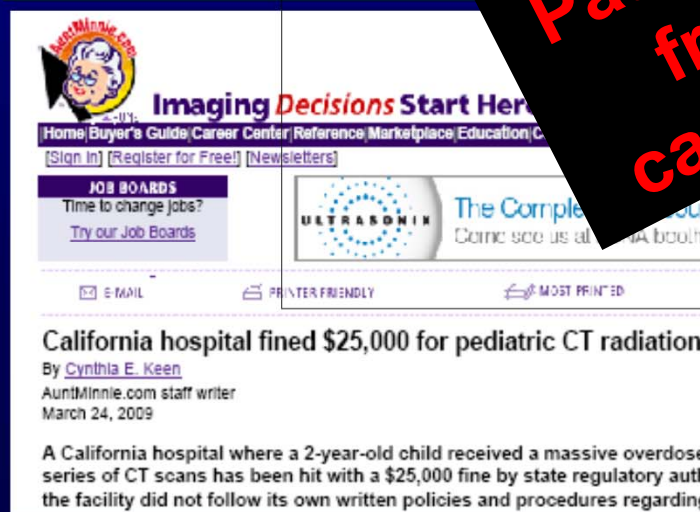 AuntMinnie.com
Imaging Decisions Start Here
Home|Buyer's Guide|Career Center|Reference|Marketplace|Education|C
[Sign In] [Register for Free!] [Newsletters]
JOB BOARDS
Time to change jobs?
Try our Job Boards
ULTRASONIX
The Comple
Come see us at NA booth
E-MAIL PRINTER FRIENDLY MOST PRINTED
California hospital fined $25,000 for pediatric CT radiation
By Cynthia E. Keen
AuntMinnie.com staff writer
March 24, 2009
A California hospital where a 2-year-old child received a massive overdose
series of CT scans has been hit with a $25,000 fine by state regulatory aut
the facility did not follow its own written policies and procedures regarding
Pa
fr
ca